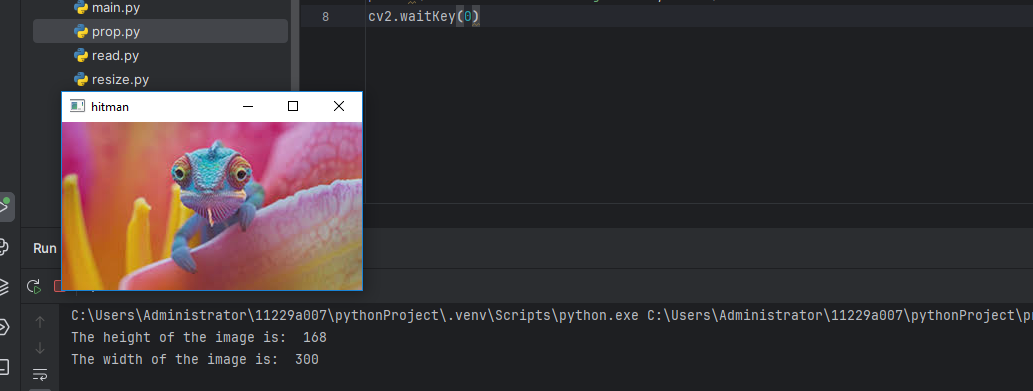 main.py
8 cv2.waitKey(0)
prop.py
read.py
resize.py
hitman
Run
C:\Users\Administrator\11229a007\pythonProject\.venv\Scripts\python.exe C:\Users\Administrator\11229a007\pythonProject\pr
The height of the image is:  168
The width of the image is:  300